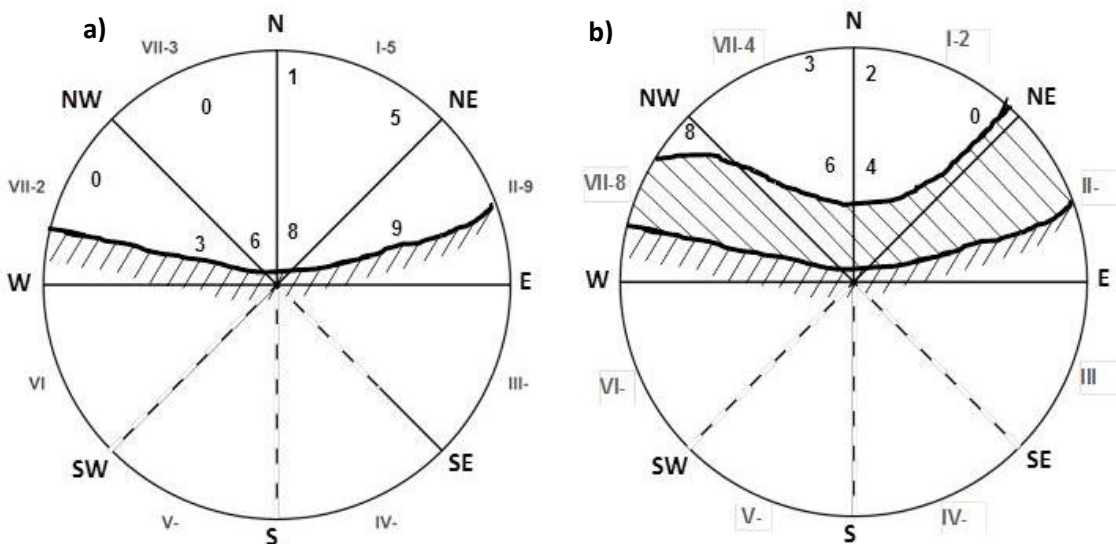 a)
N
VII-3
I-5
1
0
5
NW
NE
VII-2
0
II-9
3
6
8
9
W
E
VI
III-
SW
SE
V-
IV-
S
b)
N
VII-4
I-2
3
2
NW
8
0
NE
6
4
VII-8
II-
W
E
VI-
III
SW
SE
V-
IV-
S